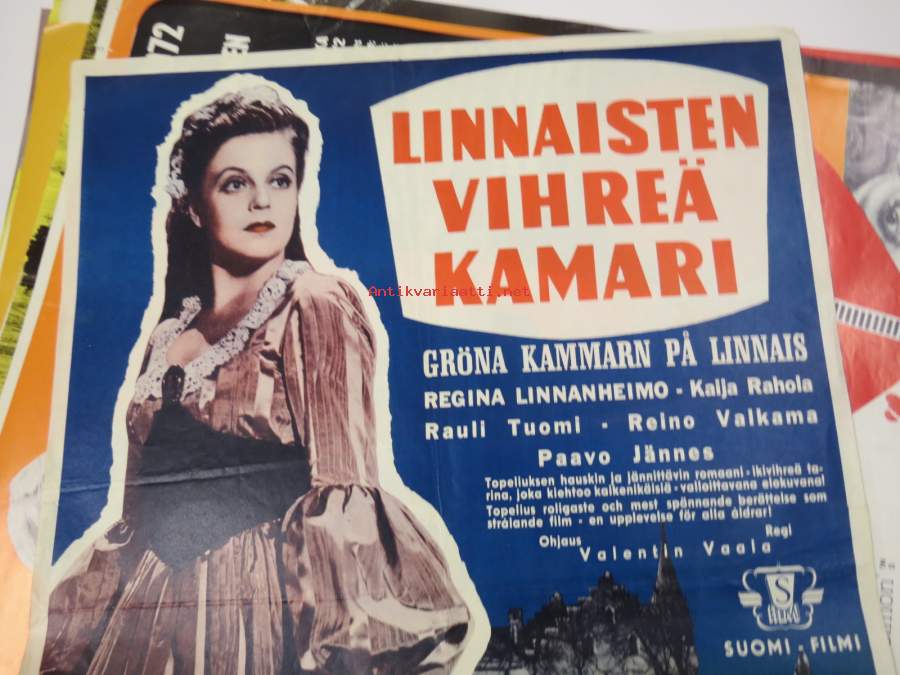 72
LINNAISTEN
VIHREÄ
KAMARI
Antikvariaatti.net
GRÖNA KAMMARN PÅ LINNAIS
REGINA LINNANHEIMO - Kaija Rahola
Rauli Tuomi - Reino Valkama
Paavo Jännes
Topeliuksen hauskin ja jännittävin romaani - ikivihreä ta-
rina, joka kiehtoo kaikenikäisiä - valloittavana elokuvana!
Topelius roligaste och mest spännande berättelse som
strålande film - en upplevelse för alla åldrar!
Ohjaus Regi
Valentin Vaala
S
filmi
SUOMI - FILMI